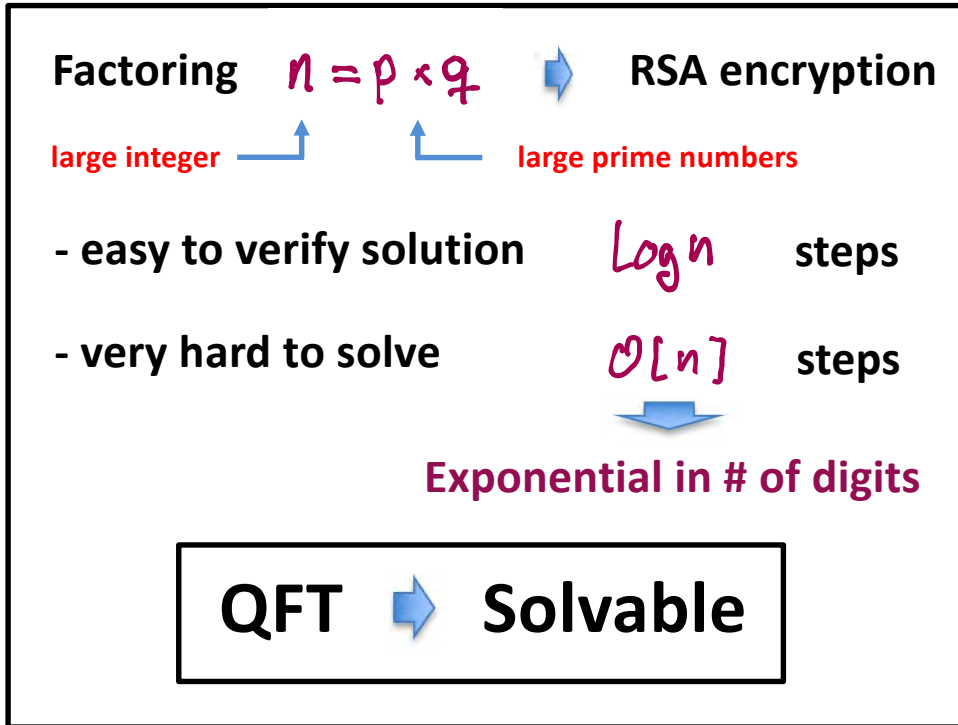 Factoring n = p × q RSA encryption
large integer large prime numbers
- easy to verify solution Log n steps
- very hard to solve O[n] steps
Exponential in # of digits
QFT Solvable